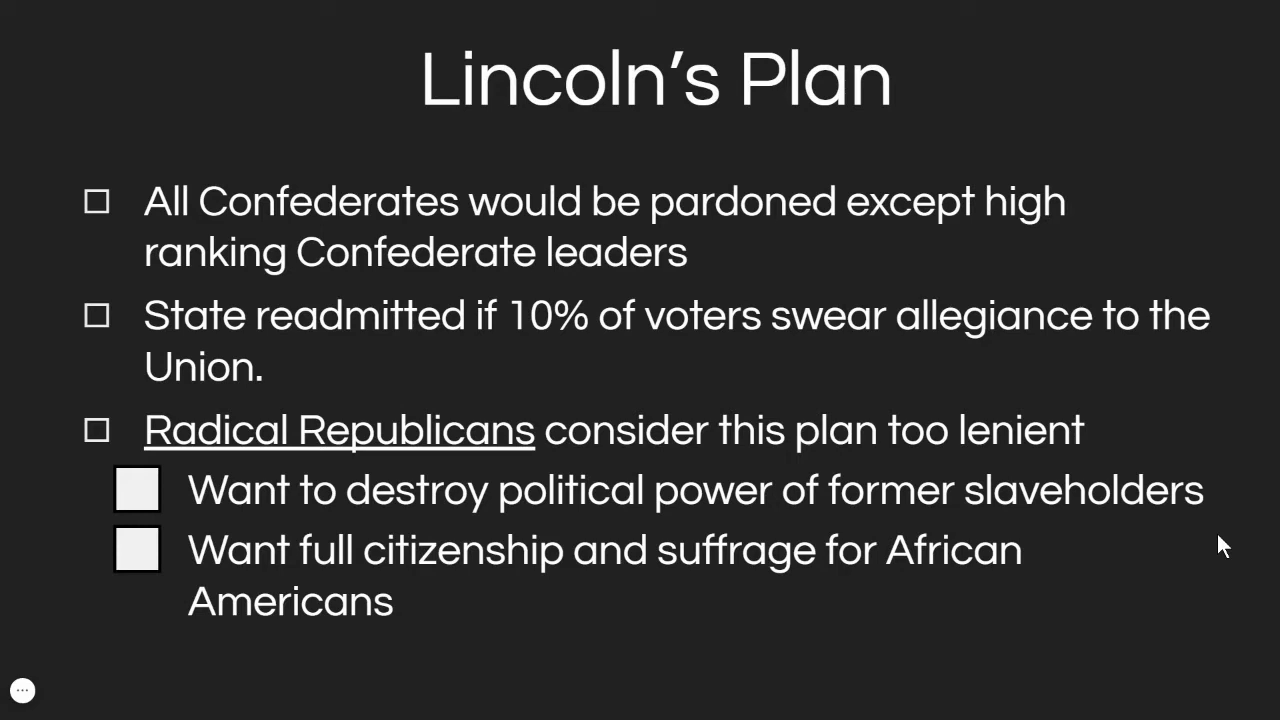 Lincoln’s Plan
All Confederates would be pardoned except high
ranking Confederate leaders
State readmitted if 10% of voters swear allegiance to the
Union.
Radical Republicans consider this plan too lenient
Want to destroy political power of former slaveholders
Want full citizenship and suffrage for African
Americans